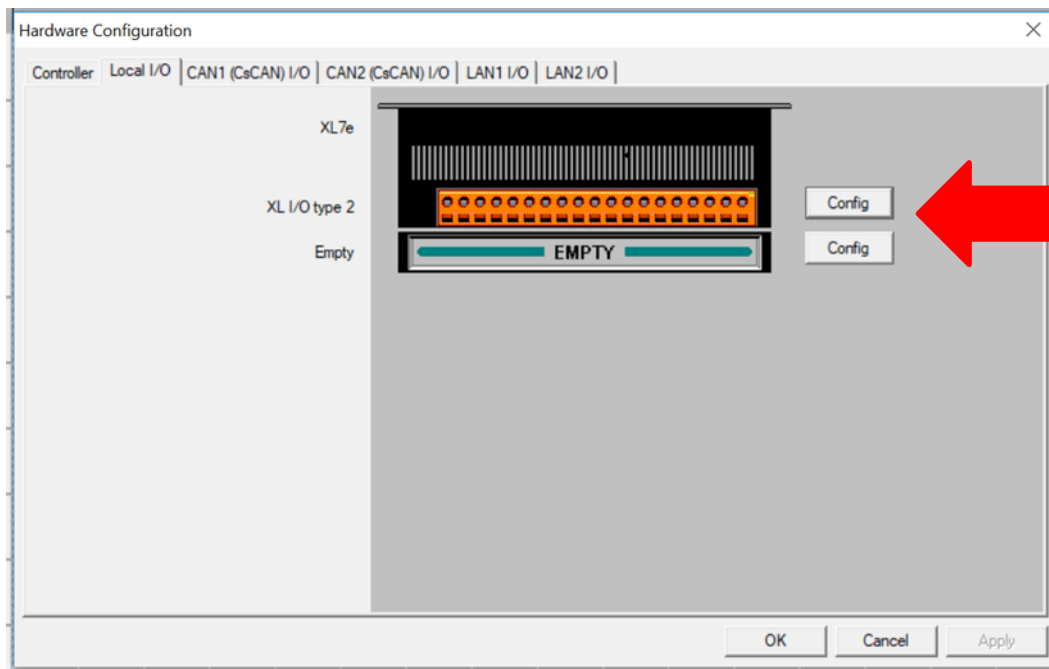 Hardware Configuration
Controller Local I/O CAN1 (CsCAN) I/O CAN2 (CsCAN) I/O LAN1 I/O LAN2 I/O
XL7e
XL I/O type 2 Config
Empty EMPTY Config
OK Cancel Apply